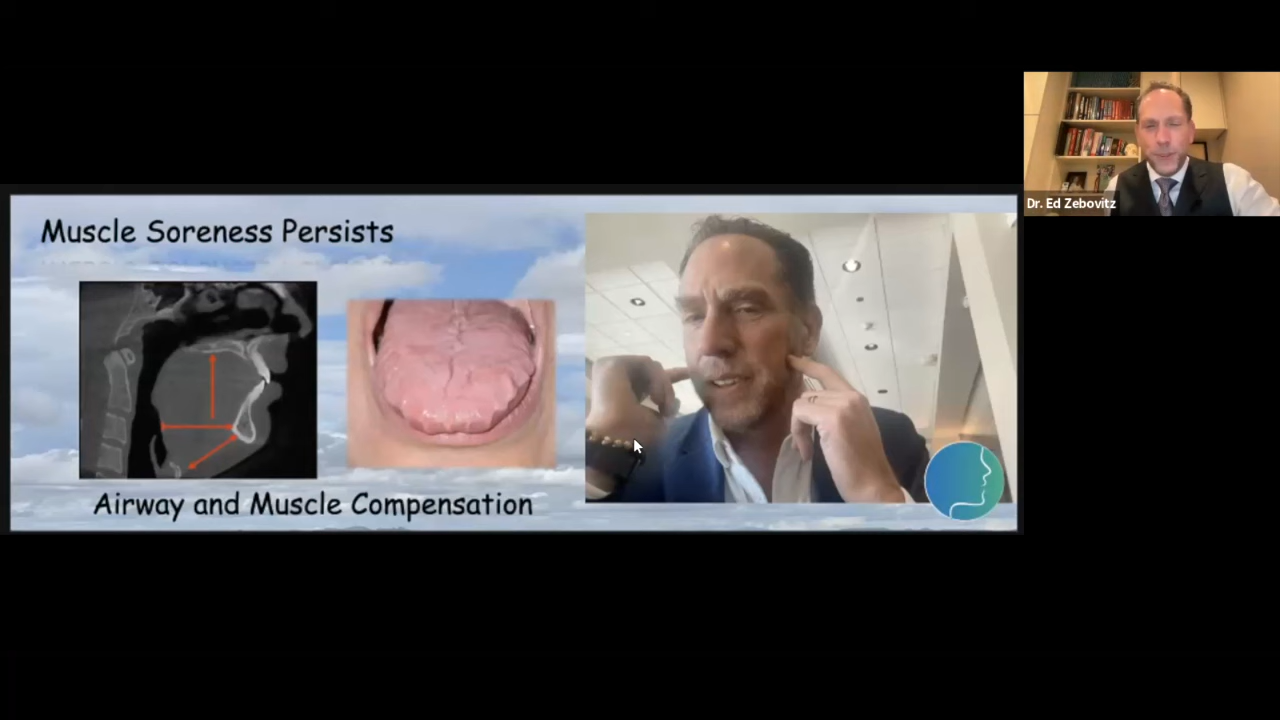 Muscle Soreness Persists
Airway and Muscle Compensation
Dr. Ed Zebovitz